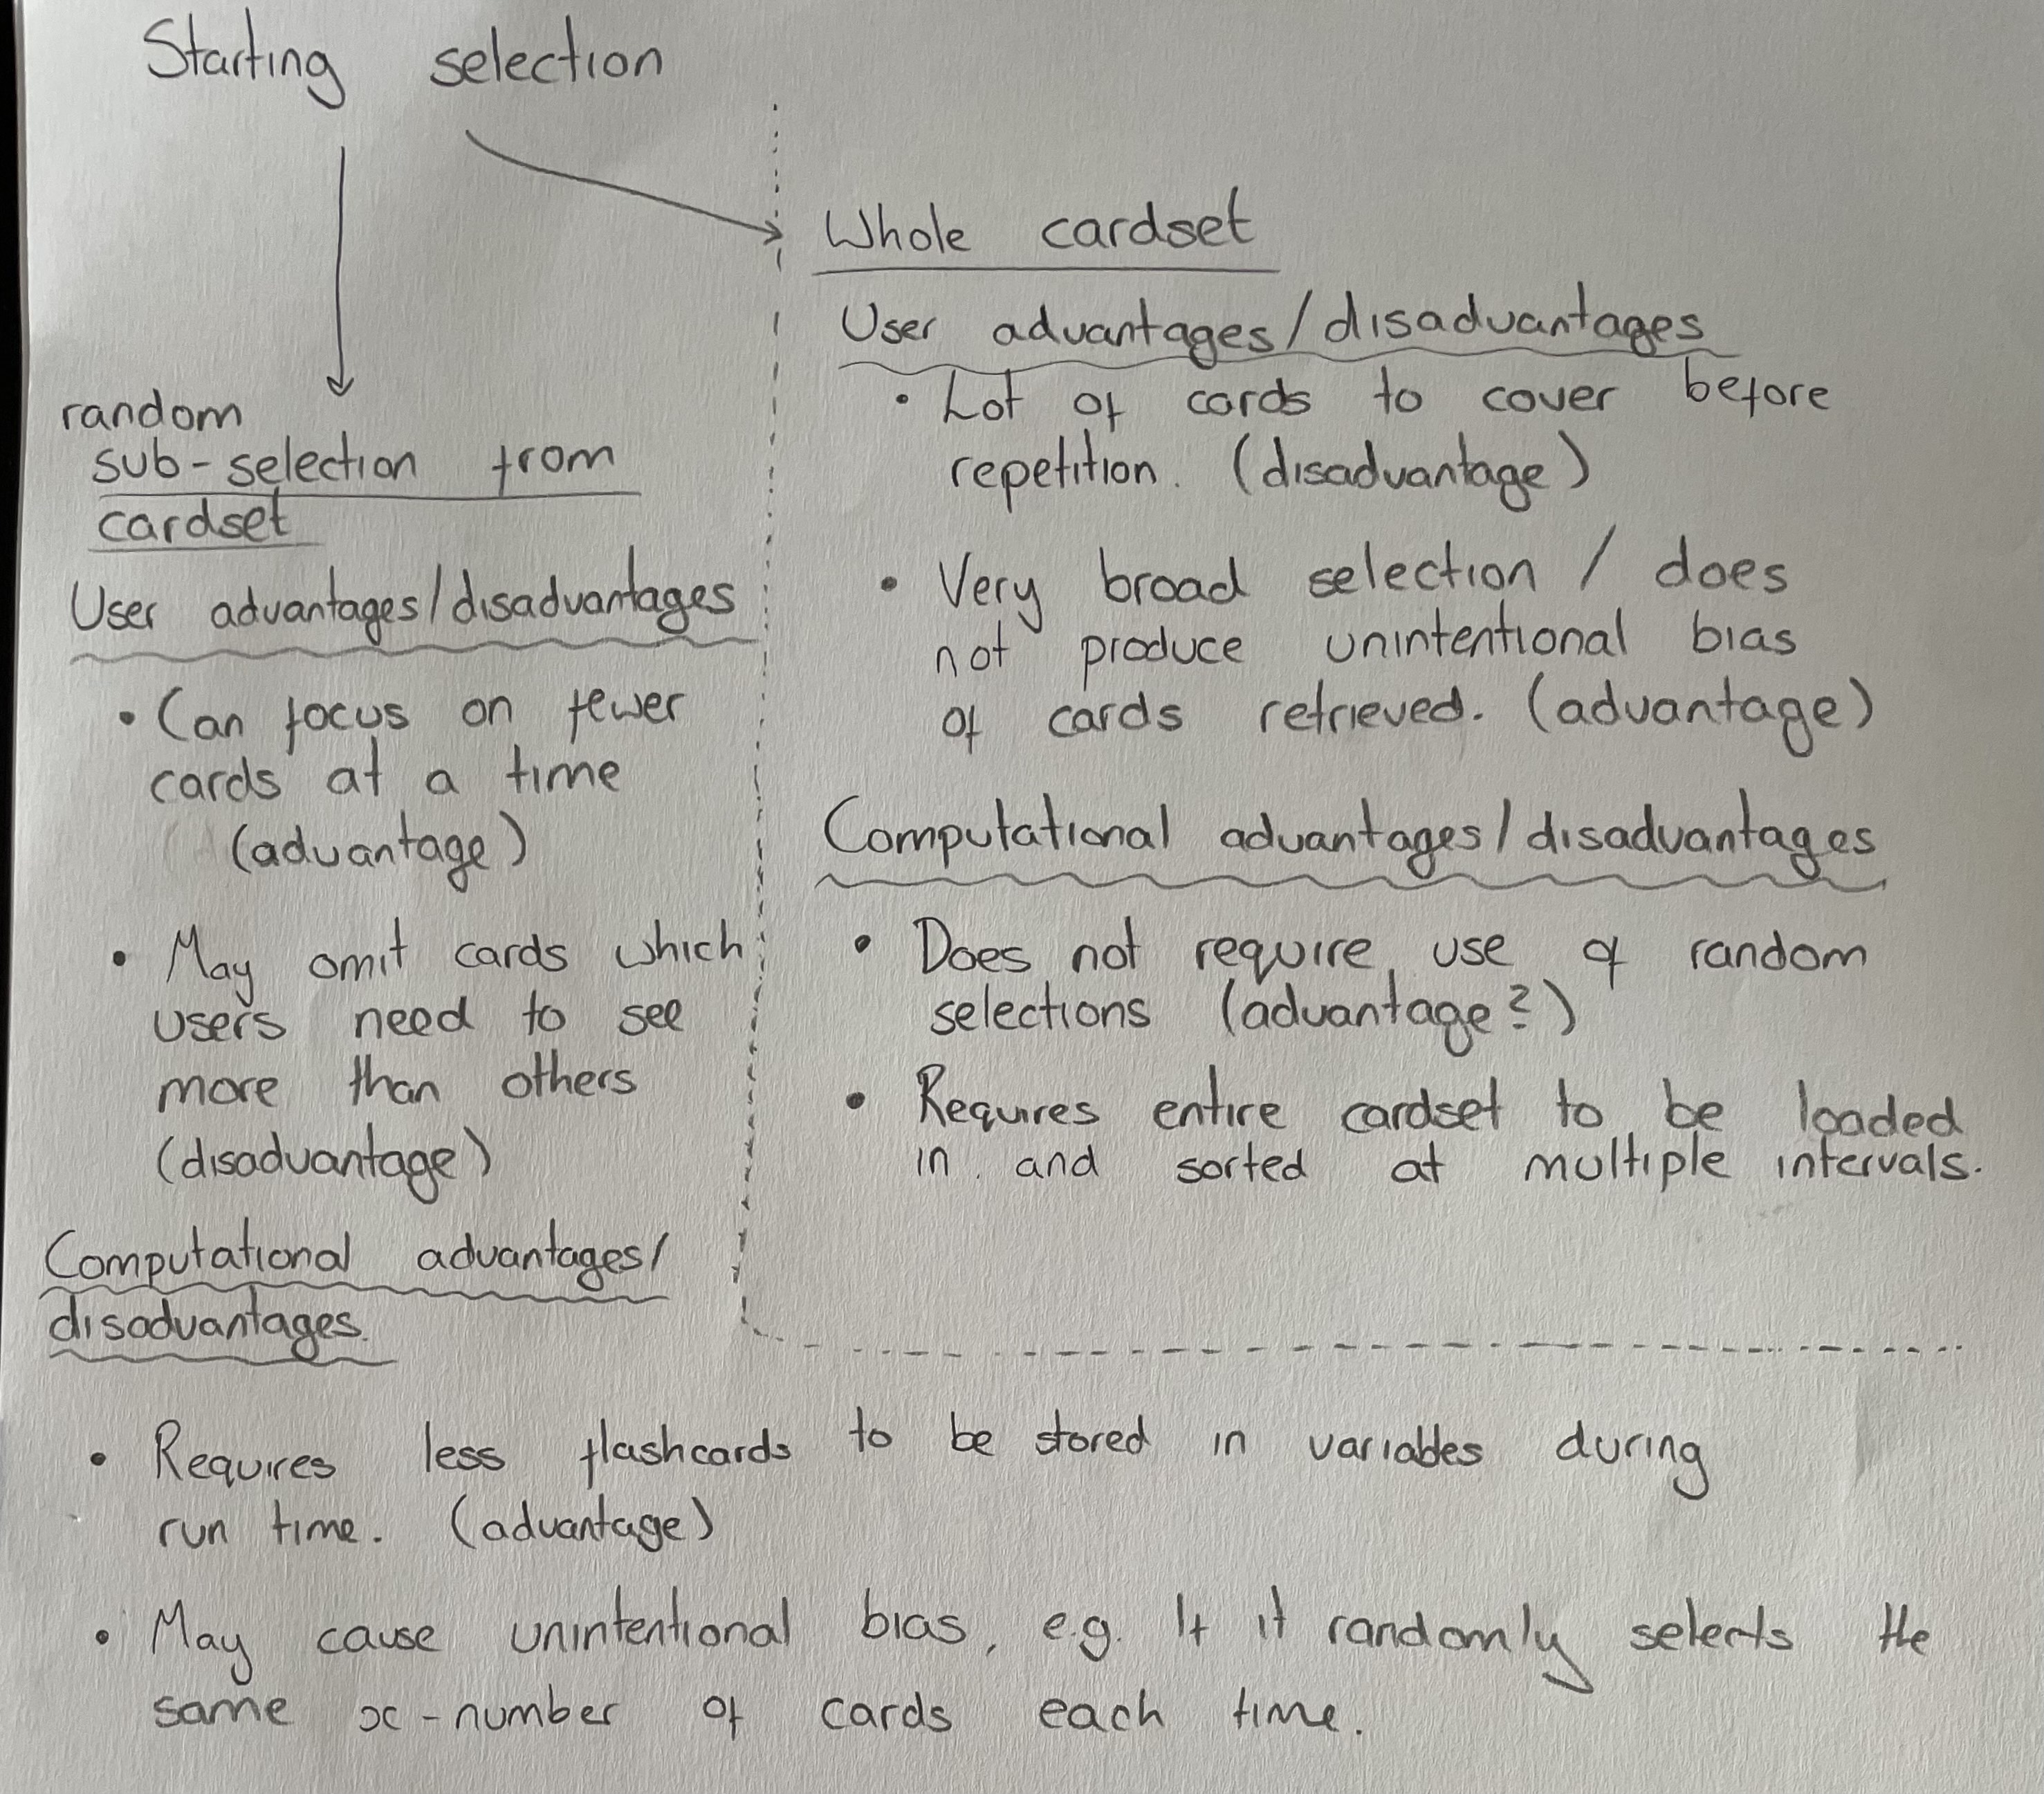 Starting selection
random
sub-selection from
cardset
User advantages/disadvantages
• Can focus on fewer
cards at a time
(advantage)
• May omit cards which
users need to see
more than others
(disadvantage)
Computational advantages/
disadvantages.
• Requires less flashcards to be stored in variables during
run time. (advantage)
• May cause unintentional bias, e.g. If it randomly selects the
same x-number of cards each time.
Whole cardset
User advantages/disadvantages
• Lot of cards to cover before
repetition. (disadvantage)
• Very broad selection / does
not produce unintentional bias
of cards retrieved. (advantage)
Computational advantages/disadvantages
• Does not require use of random
selections (advantage?)
• Requires entire cardset to be loaded
in and sorted at multiple intervals.